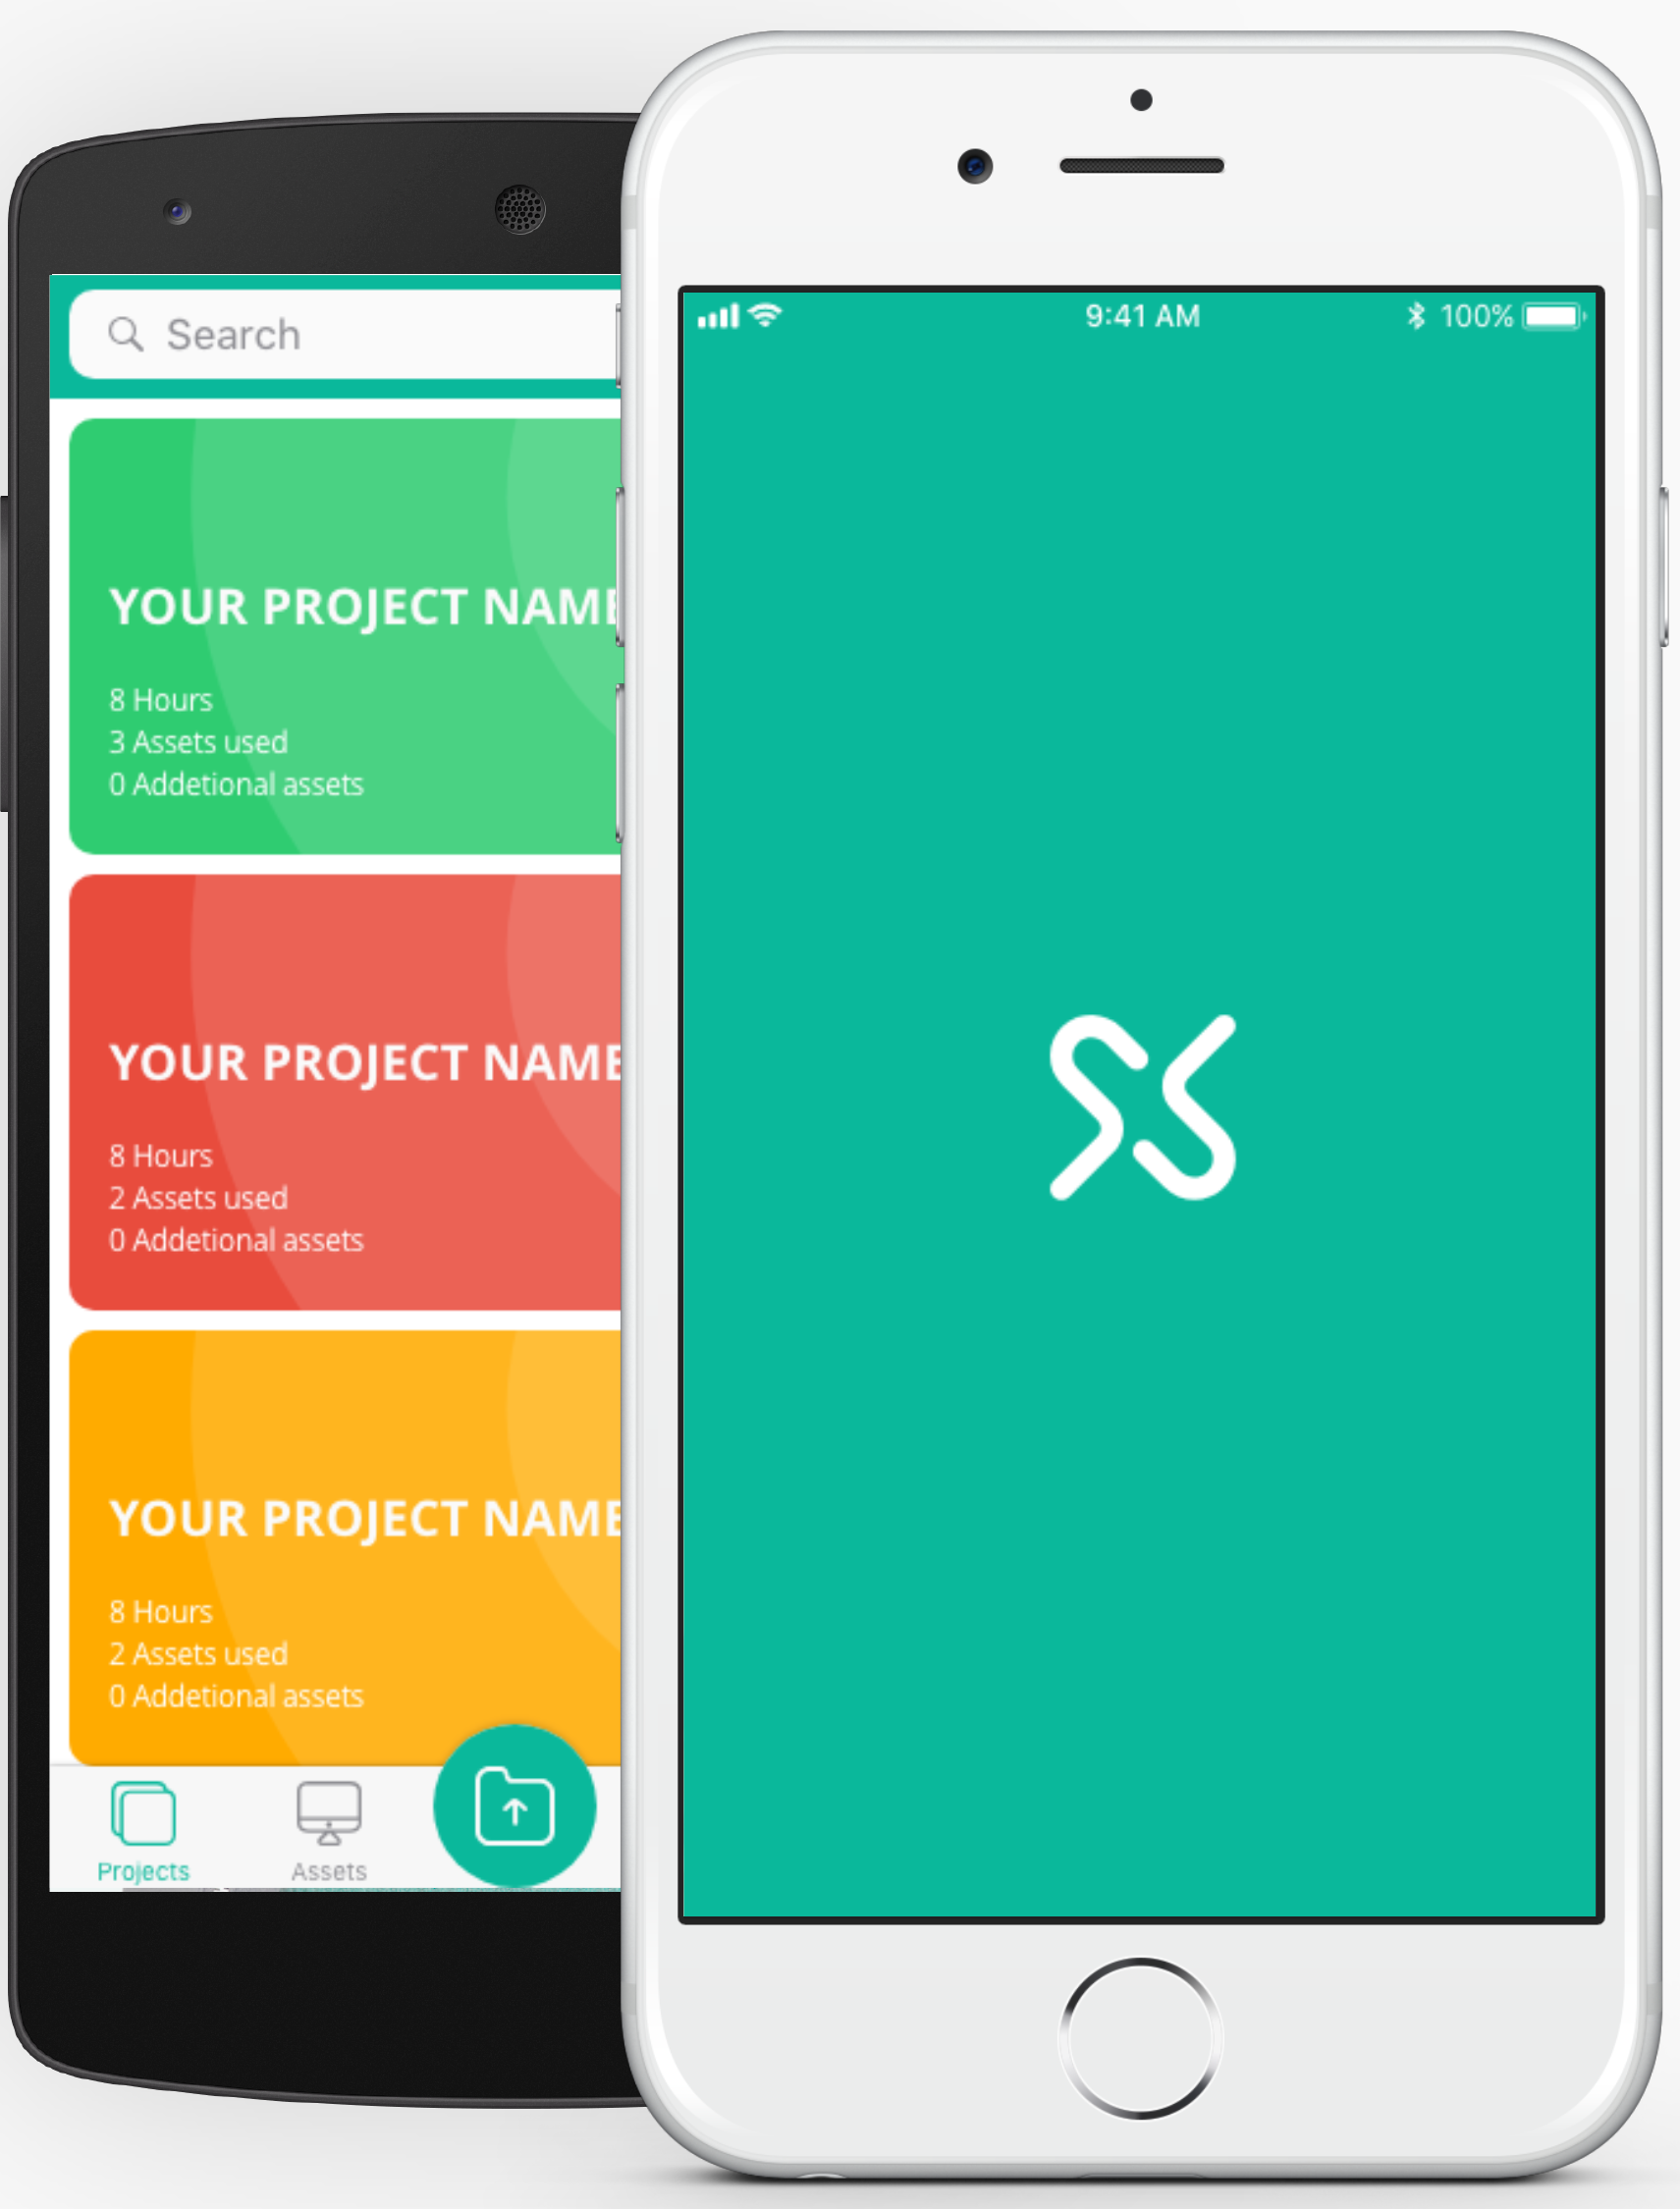 Search
YOUR PROJECT NAME
8 Hours
3 Assets used
0 Addetional assets
YOUR PROJECT NAME
8 Hours
2 Assets used
0 Addetional assets
YOUR PROJECT NAME
8 Hours
2 Assets used
0 Addetional assets
Projects
Assets
9:41 AM
100%